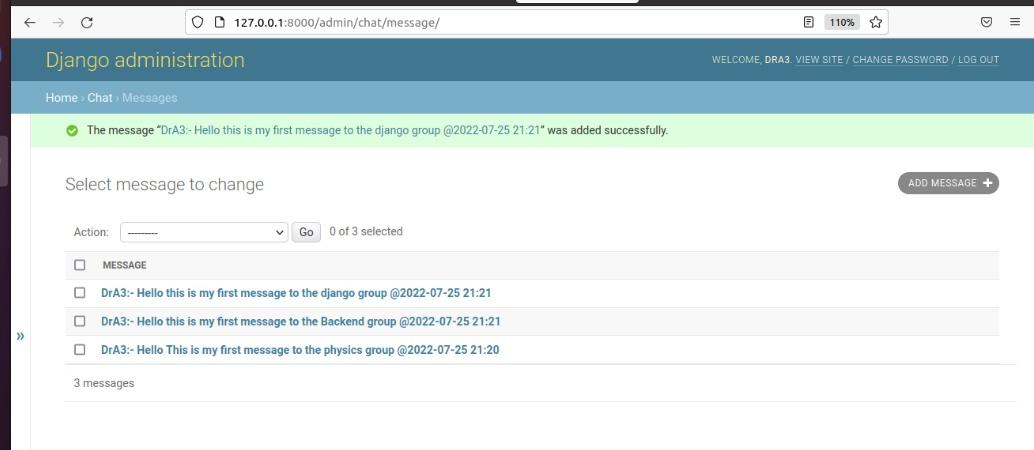 127.0.0.1:8000/admin/chat/message/ 110%
Django administration WELCOME, DRA3. VIEW SITE / CHANGE PASSWORD / LOG OUT
Home › Chat › Messages
The message “DrA3:- Hello this is my first message to the django group @2022-07-25 21:21” was added successfully.
Select message to change ADD MESSAGE +
Action: --------- Go 0 of 3 selected
MESSAGE
DrA3:- Hello this is my first message to the django group @2022-07-25 21:21
DrA3:- Hello this is my first message to the Backend group @2022-07-25 21:21
»
DrA3:- Hello This is my first message to the physics group @2022-07-25 21:20
3 messages